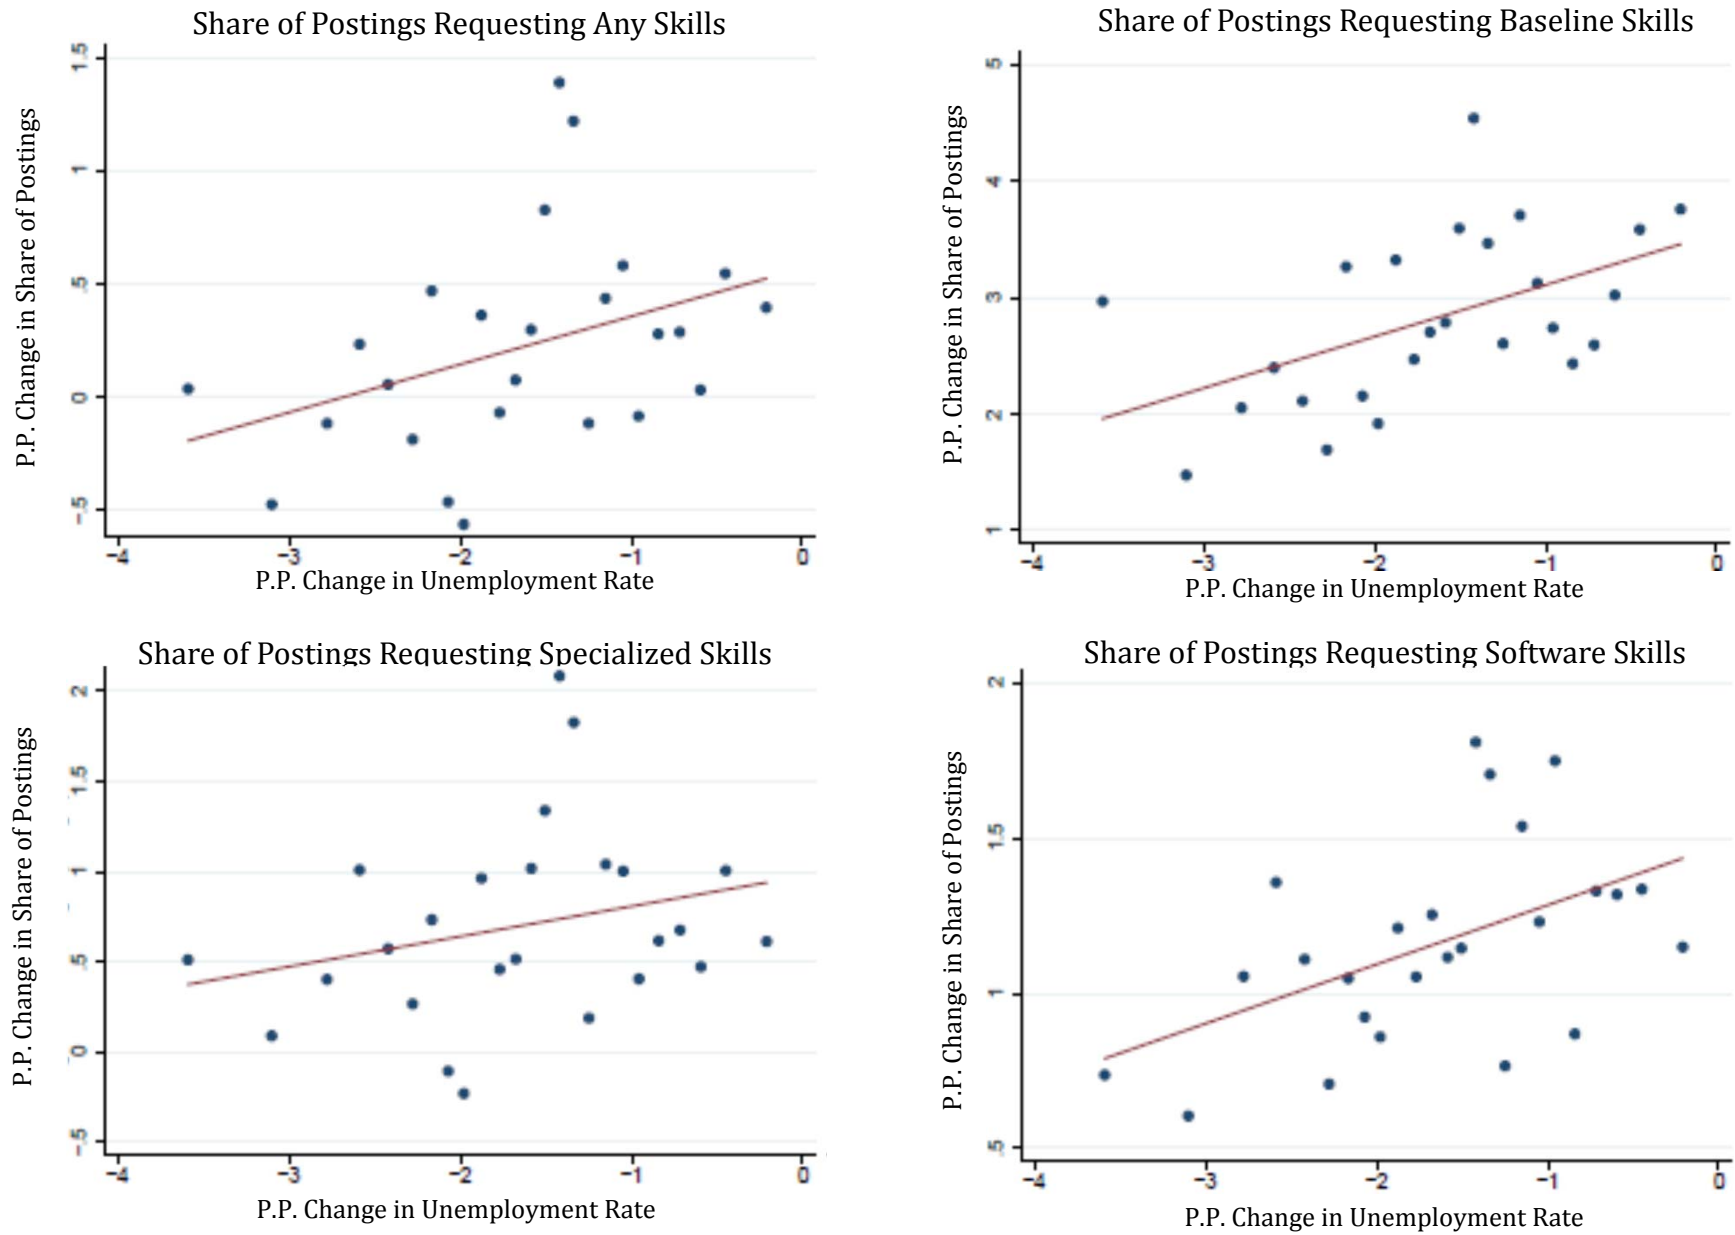 Share of Postings Requesting Any Skills
P.P. Change in Share of Postings
1.5
1
.5
0
-.5
-4 -3 -2 -1 0
P.P. Change in Unemployment Rate
Share of Postings Requesting Baseline Skills
P.P. Change in Share of Postings
5
4
3
2
1
-4 -3 -2 -1 0
P.P. Change in Unemployment Rate
Share of Postings Requesting Specialized Skills
P.P. Change in Share of Postings
2
1.5
1
.5
0
-.5
-4 -3 -2 -1 0
P.P. Change in Unemployment Rate
Share of Postings Requesting Software Skills
P.P. Change in Share of Postings
2
1.5
1
.5
-4 -3 -2 -1 0
P.P. Change in Unemployment Rate